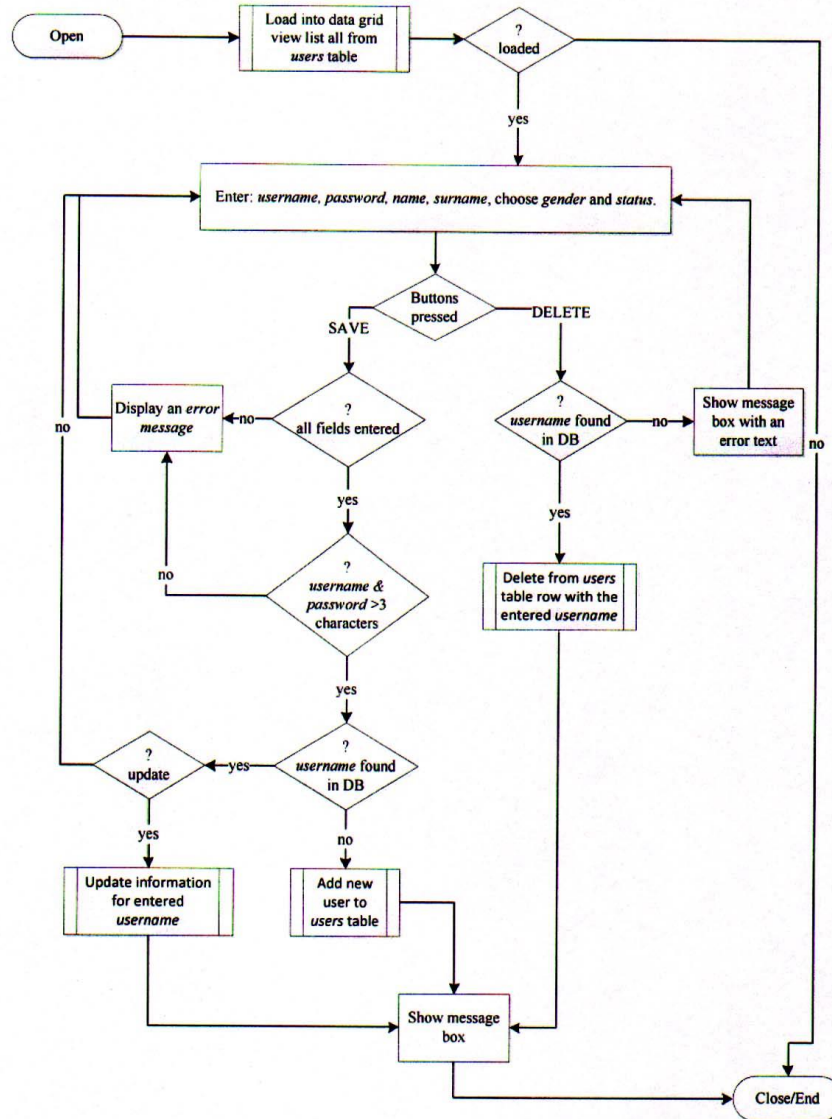 Open
Load into data grid
view list all from
users table
?
loaded
yes
no
Enter: username, password, name, surname, choose gender and status.
Buttons
pressed
SAVE
DELETE
?
all fields entered
no
Display an error
message
no
?
username found
in DB
no
Show message
box with an
error text
yes
yes
?
username &
password >3
characters
no
Delete from users
table row with the
entered username
yes
?
username found
in DB
yes
?
update
yes
no
Update information
for entered
username
Add new
user to
users table
Show message
box
Close/End